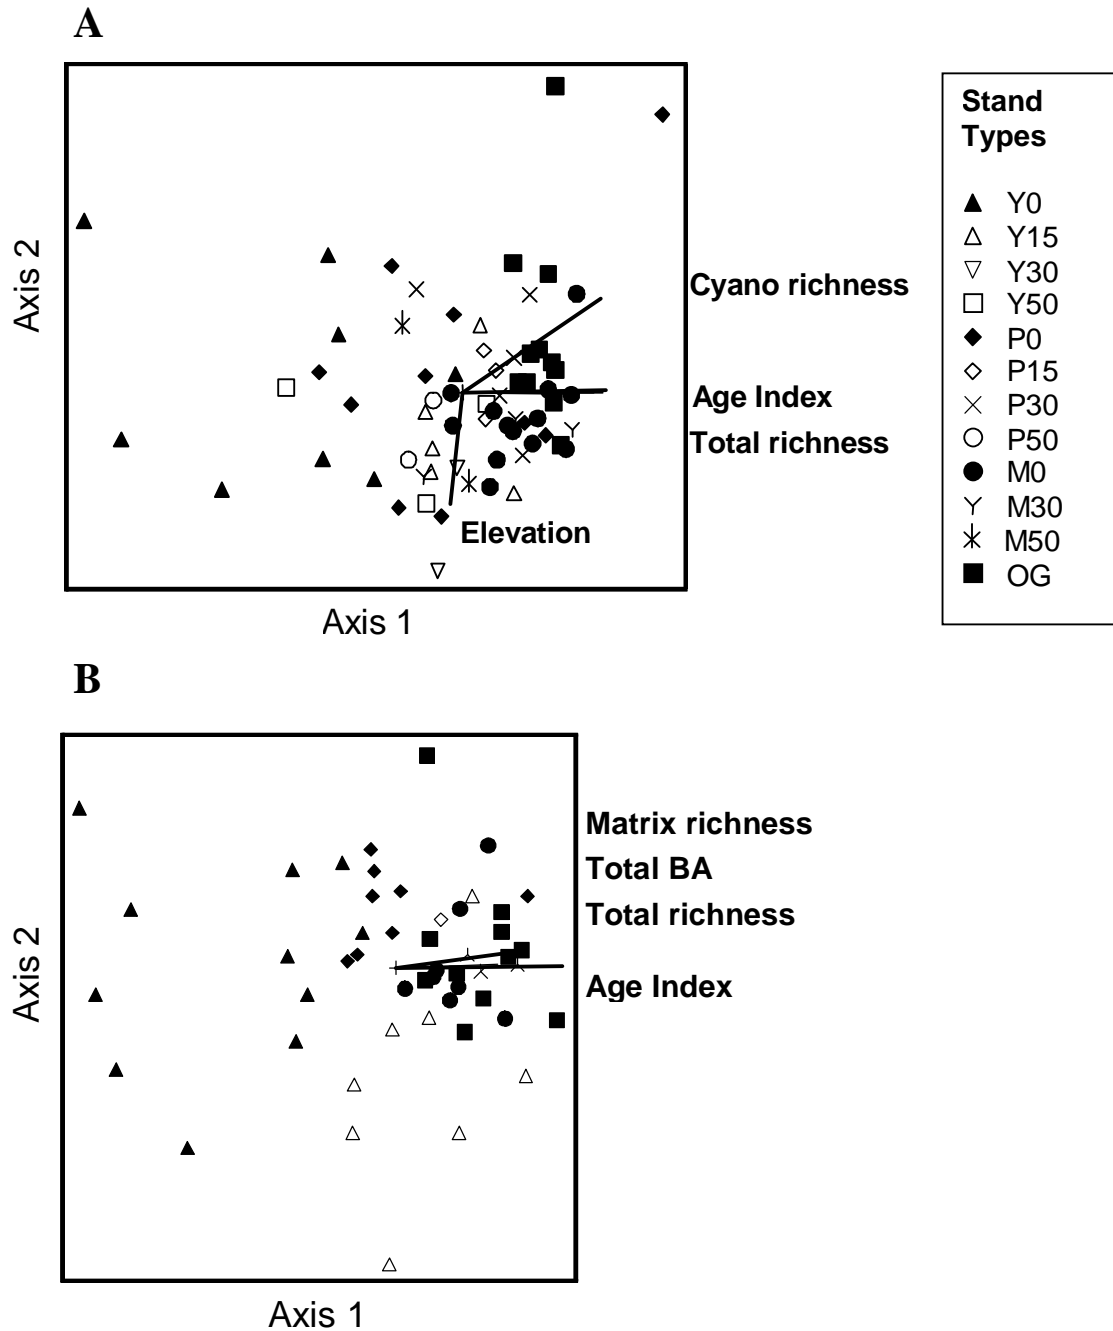 A
Axis 2
Axis 1
Cyano richness
Age Index
Total richness
Elevation
Stand
Types
Y0
Y15
Y30
Y50
P0
P15
P30
P50
M0
M30
M50
OG
B
Axis 2
Axis 1
Matrix richness
Total BA
Total richness
Age Index